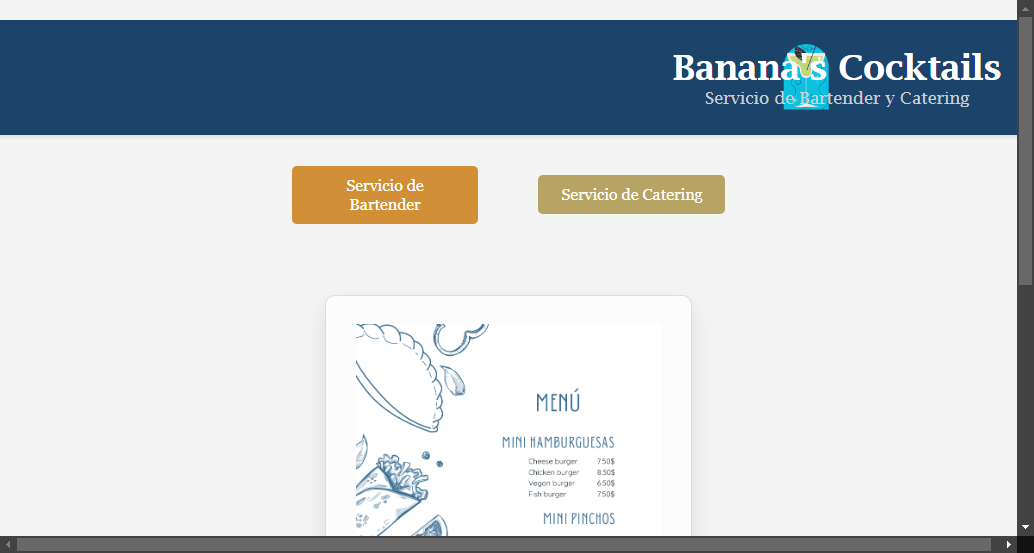 Banana's Cocktails
Servicio de Bartender y Catering
Servicio de
Bartender
Servicio de Catering
MENÚ
MINI HAMBURGUESAS
Cheese burger 7.50$
Chicken burger 8.50$
Vegan burger 6.50$
Fish burger 7.50$
MINI PINCHOS